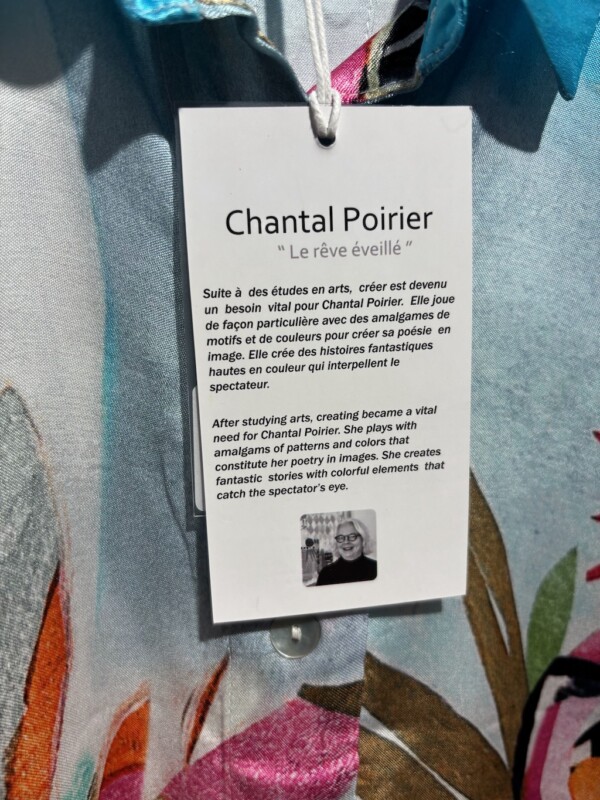 Chantal Poirier
“ Le rêve éveillé ”
Suite à des études en arts, créer est devenu
un besoin vital pour Chantal Poirier. Elle joue
de façon particulière avec des amalgames de
motifs et de couleurs pour créer sa poésie en
image. Elle crée des histoires fantastiques
hautes en couleur qui interpellent le
spectateur.
After studying arts, creating became a vital
need for Chantal Poirier. She plays with
amalgams of patterns and colors that
constitute her poetry in images. She creates
fantastic stories with colorful elements that
catch the spectator's eye.